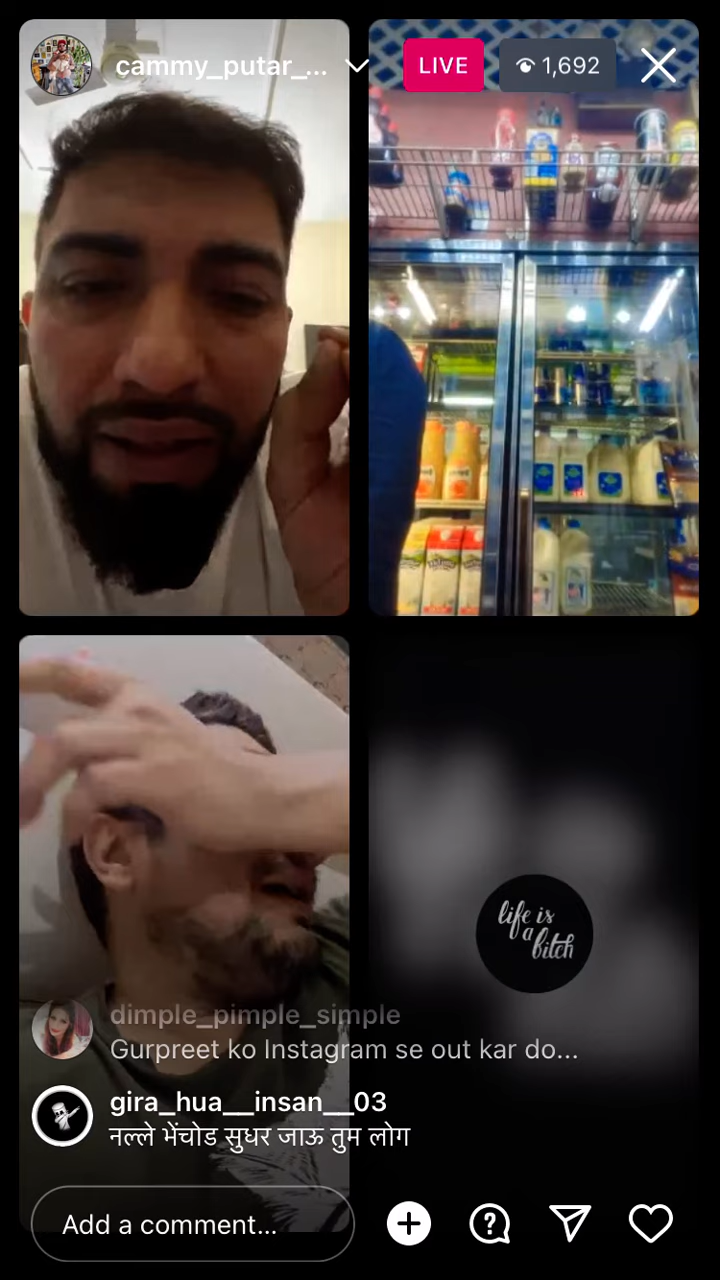 cammy_putar_...
LIVE
1,692
life is
a
bitch
dimple_pimple_simple
Gurpreet ko Instagram se out kar do...
gira_hua__insan__03
नल्ले भेंचोड सुधर जाऊ तुम लोग
Add a comment...